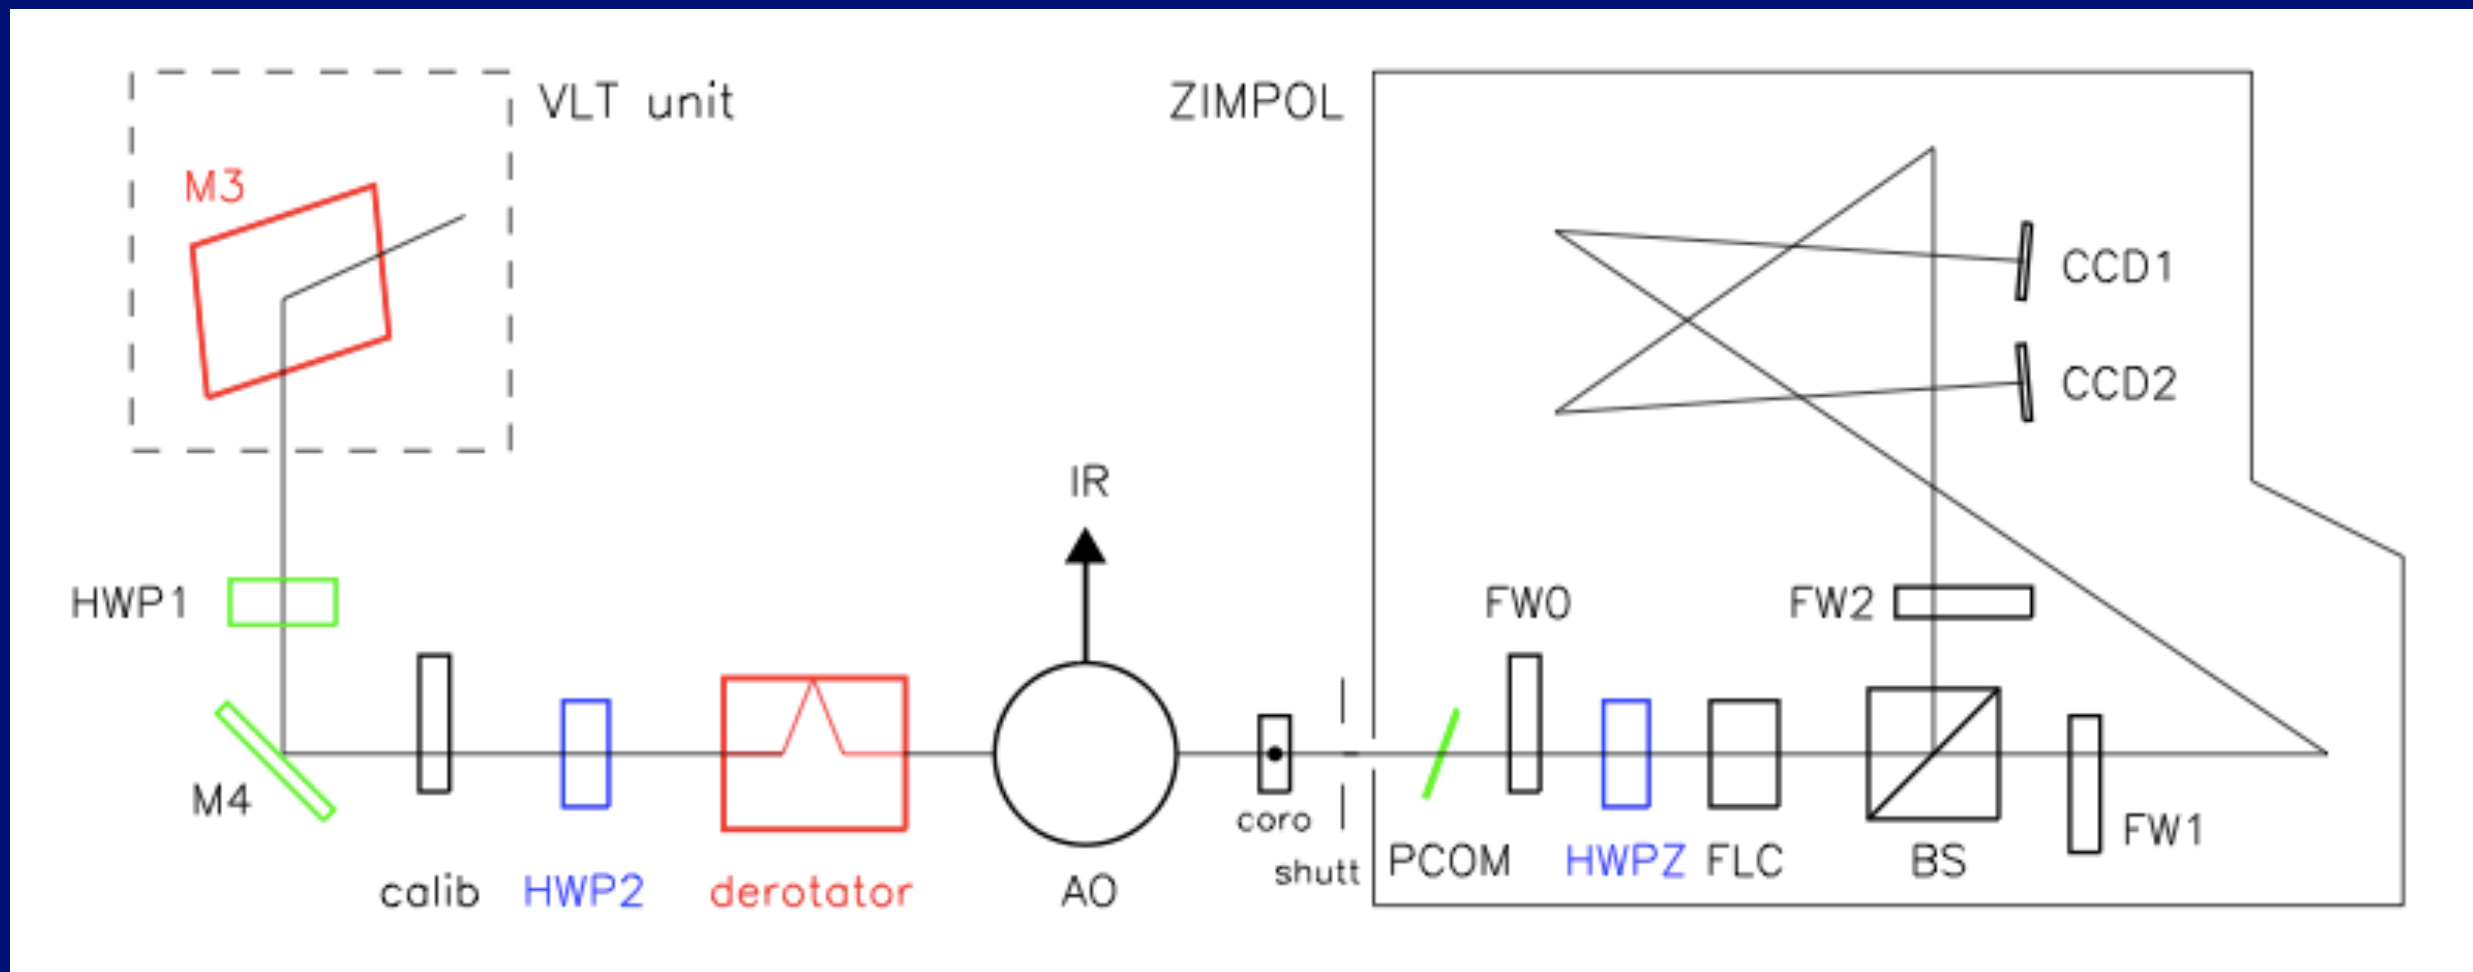 VLT unit
ZIMPOL
M3
CCD1
CCD2
IR
HWP1
FW0
FW2
M4
coro
FW1
shutt
PCOM
HWPZ
FLC
BS
calib
HWP2
derotator
AO